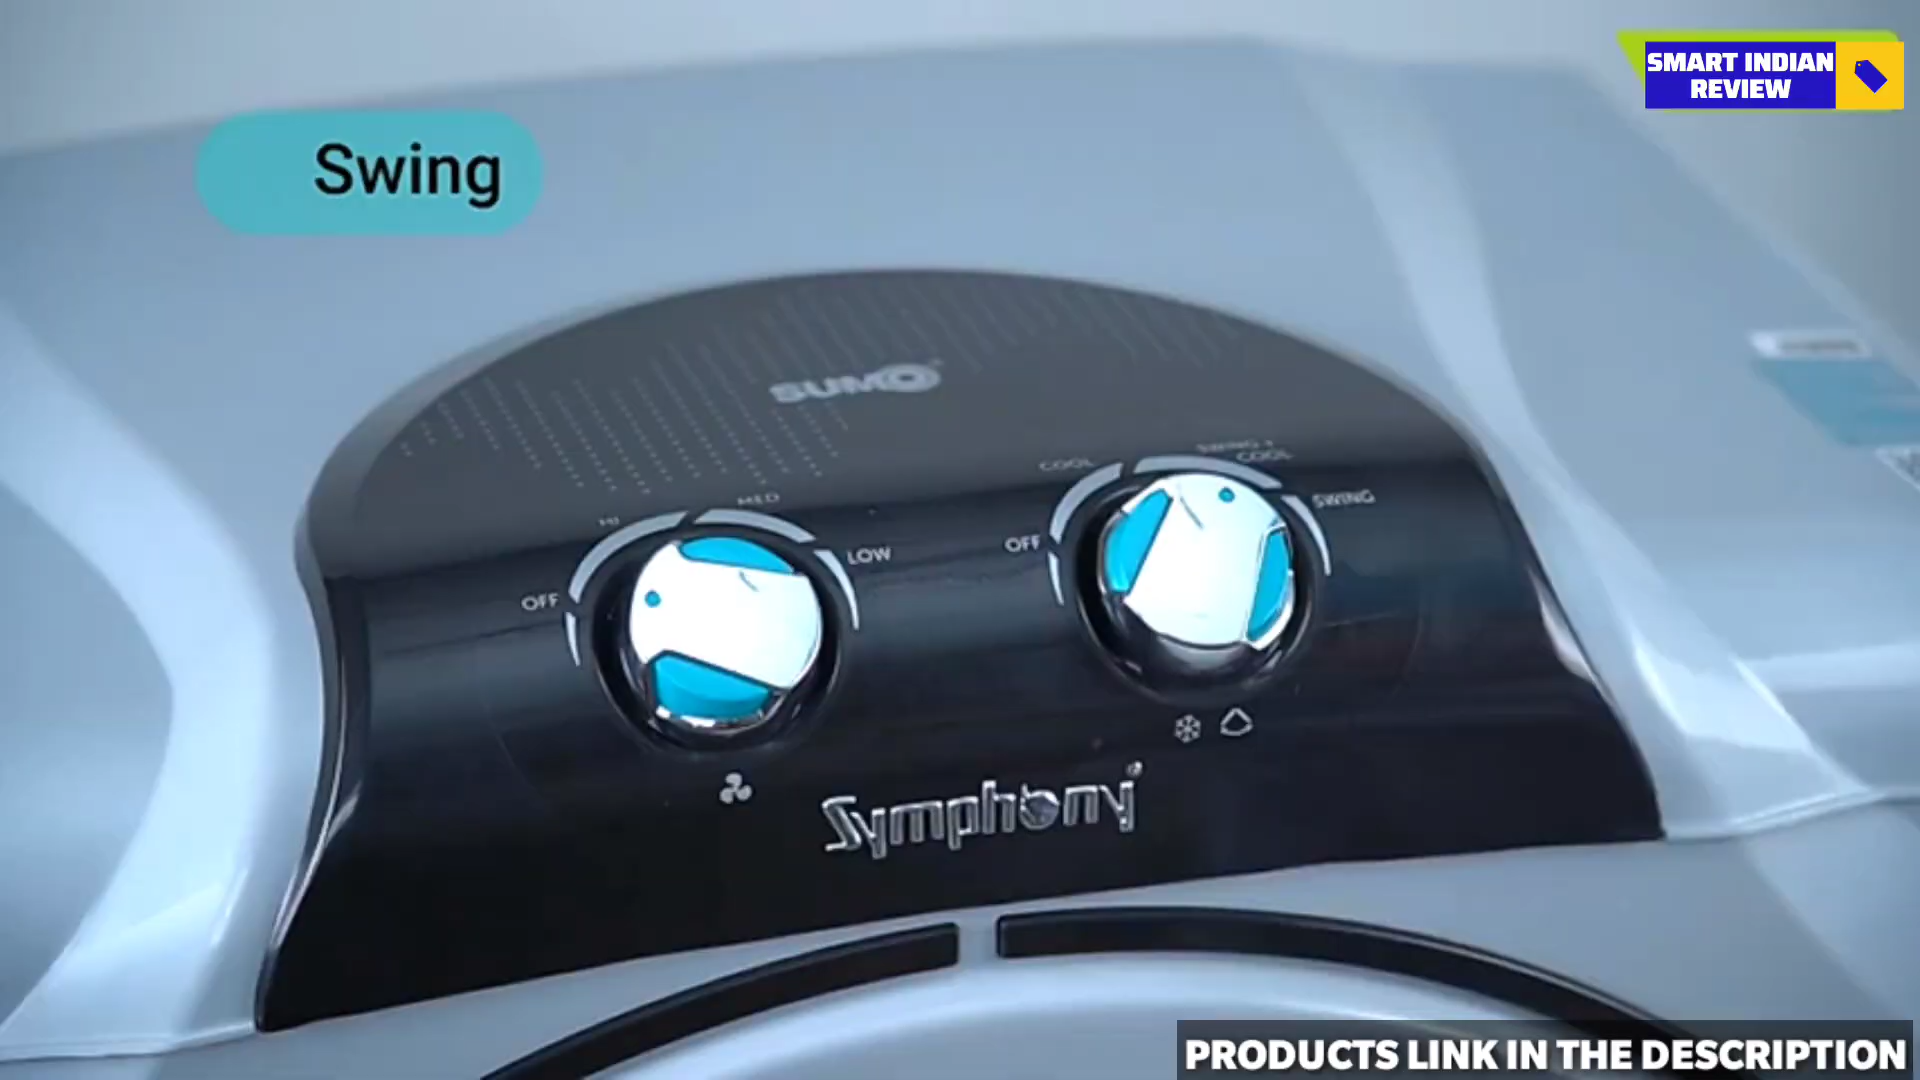 SMART INDIAN
REVIEW
Swing
SUMO
COOL
SWING +
COOL
SWING
OFF
HI
MED
LOW
OFF
Symphony
PRODUCTS LINK IN THE DESCRIPTION